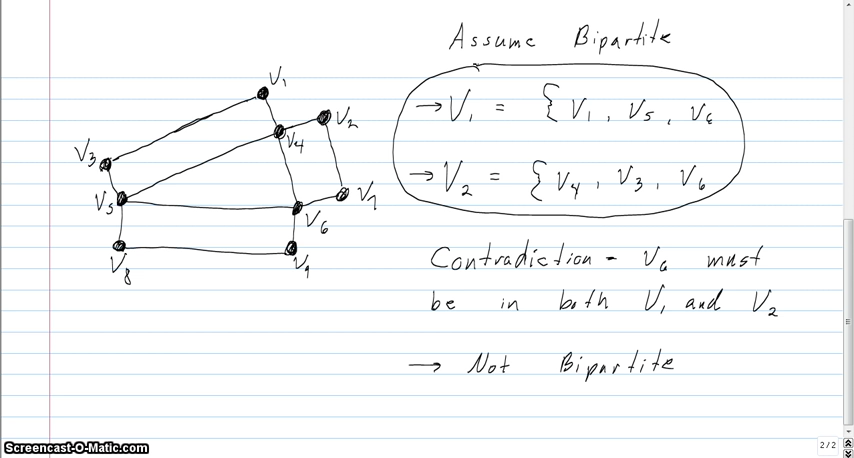 Assume Bipartite
→ V₁ = { V₁, V₅, V₆
→ V₂ = { V₄, V₃, V₆
Contradiction - V₆ must
be in both V₁ and V₂
→ Not Bipartite
V₁
V₂
V₄
V₃
V₅
V₇
V₆
V₈
V₉
Screencast-O-Matic.com
2 / 2